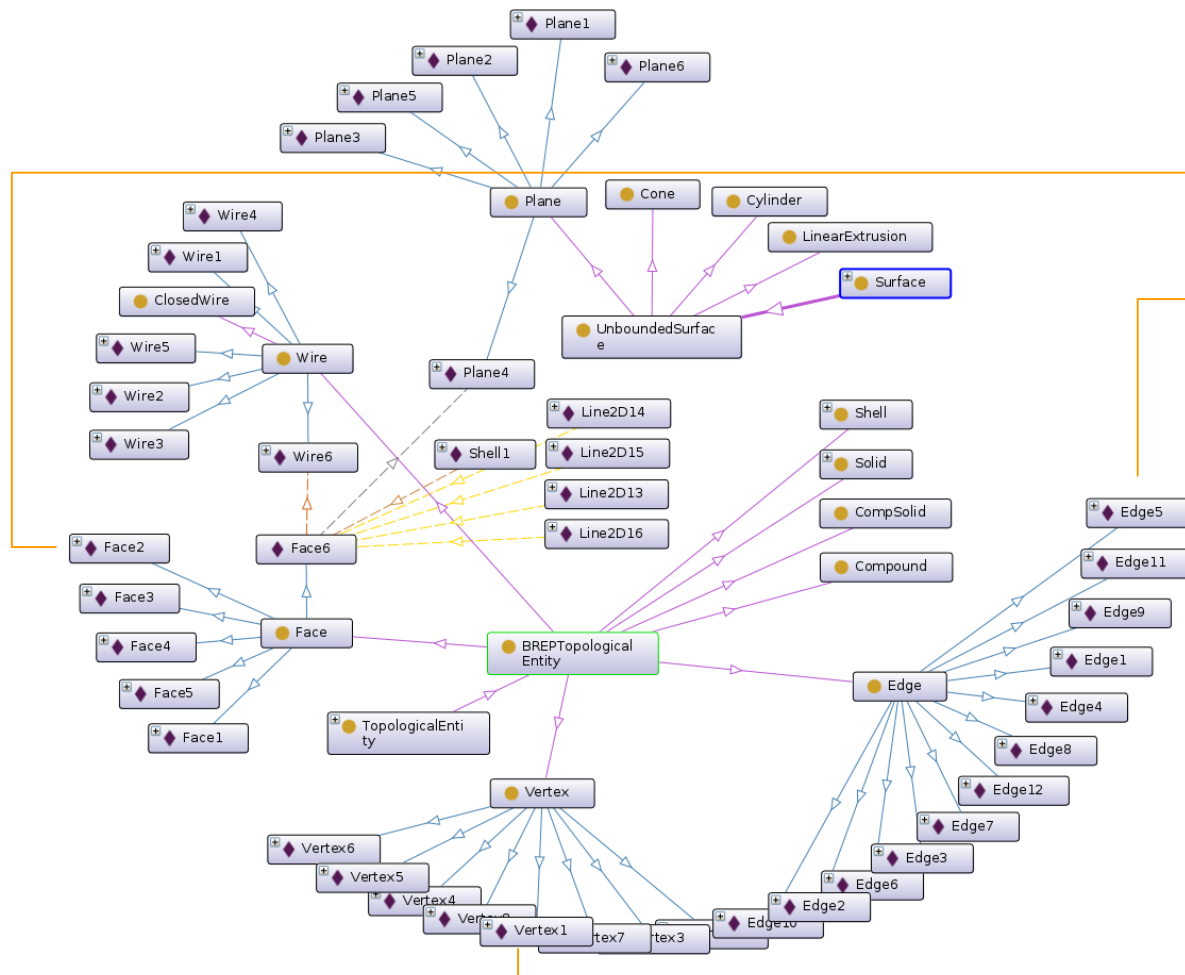 Plane1
Plane2
Plane6
Plane5
Plane3
Plane
Cone
Cylinder
LinearExtrusion
Surface
UnboundedSurfac
e
Wire4
Wire1
ClosedWire
Wire5
Wire
Wire2
Wire3
Wire6
Plane4
Shell1
Line2D14
Line2D15
Line2D13
Line2D16
Shell
Solid
CompSolid
Compound
Face2
Face6
Face3
Face
Face4
Face5
Face1
BREPTopological
Entity
TopologicalEnti
ty
Edge5
Edge11
Edge9
Edge1
Edge
Edge4
Edge8
Edge12
Edge7
Edge3
Edge6
Edge2
Edge10
Vertex
Vertex6
Vertex5
Vertex4
Vertex1
rtex7
rtex3